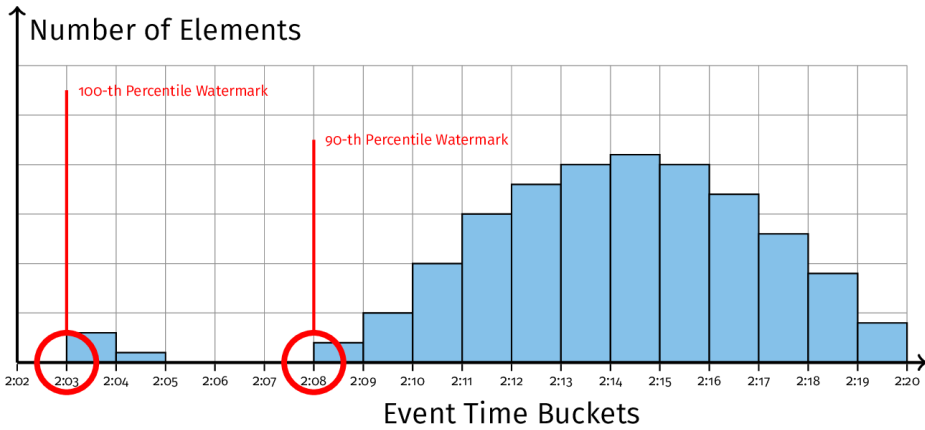 Number of Elements
100-th Percentile Watermark
90-th Percentile Watermark
2:02 2:03 2:04 2:05 2:06 2:07 2:08 2:09 2:10 2:11 2:12 2:13 2:14 2:15 2:16 2:17 2:18 2:19 2:20
Event Time Buckets